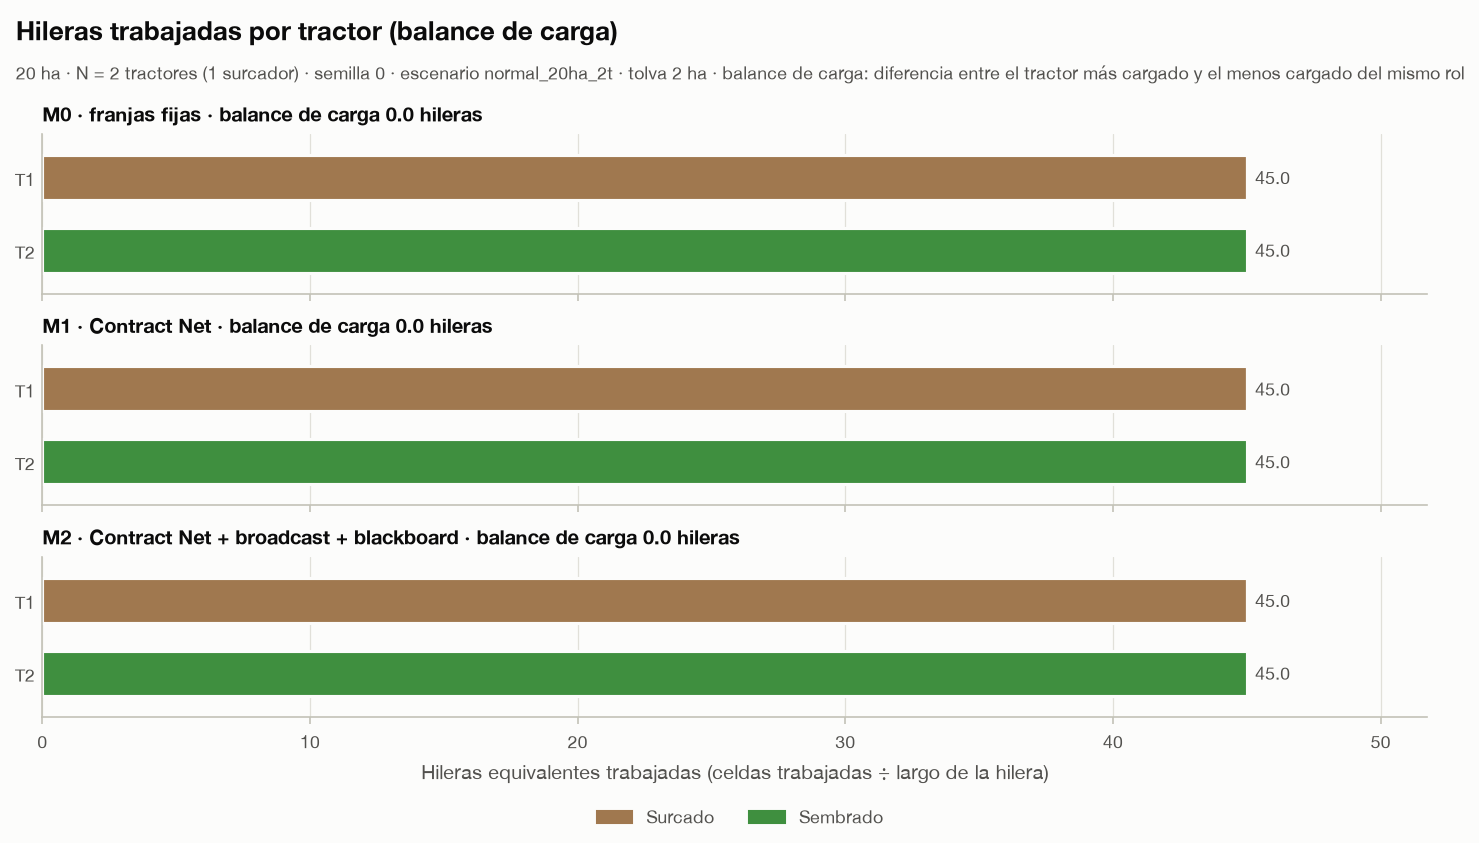 Hileras trabajadas por tractor (balance de carga)
20 ha · N = 2 tractores (1 surcador) · semilla 0 · escenario normal_20ha_2t · tolva 2 ha · balance de carga: diferencia entre el tractor más cargado y el menos cargado del mismo rol
M0 · franjas fijas · balance de carga 0.0 hileras
T1 45.0
T2 45.0
M1 · Contract Net · balance de carga 0.0 hileras
T1 45.0
T2 45.0
M2 · Contract Net + broadcast + blackboard · balance de carga 0.0 hileras
T1 45.0
T2 45.0
0 10 20 30 40 50
Hileras equivalentes trabajadas (celdas trabajadas ÷ largo de la hilera)
Surcado Sembrado